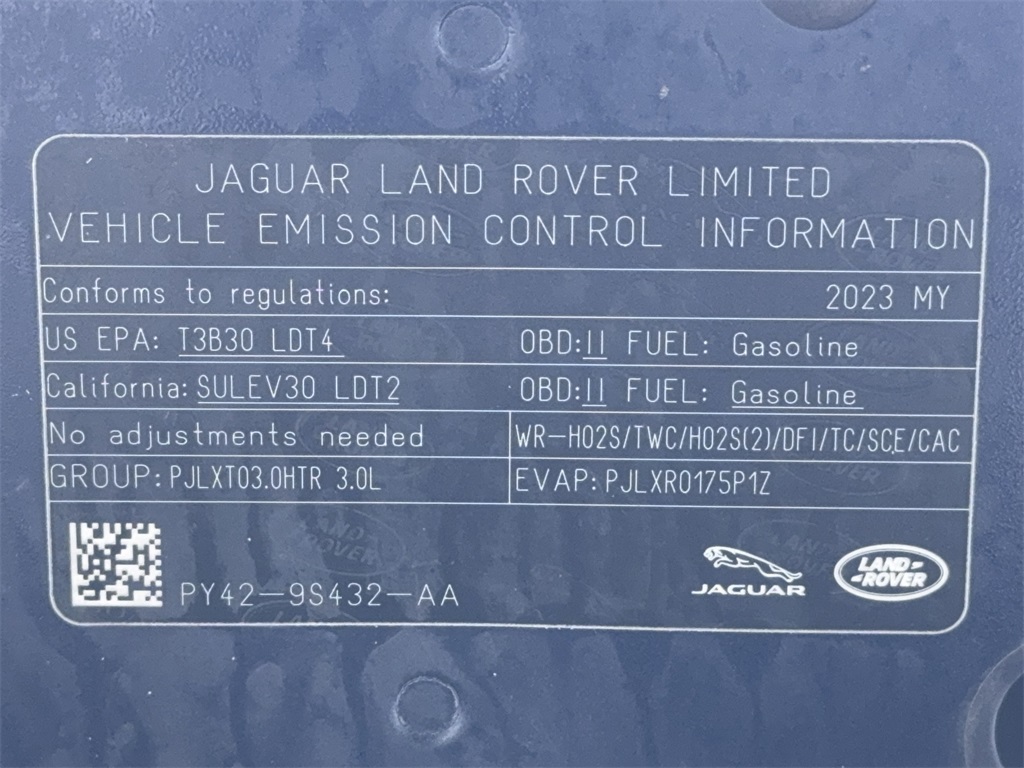 JAGUAR LAND ROVER LIMITED
VEHICLE EMISSION CONTROL INFORMATION
Conforms to regulations: 2023 MY
US EPA: T3B30 LDT4 OBD:II FUEL: Gasoline
California: SULEV30 LDT2 OBD:II FUEL: Gasoline
No adjustments needed WR-HO2S/TWC/HO2S(2)/DFI/TC/SCE/CAC
GROUP: PJLXT03.0HTR 3.0L EVAP: PJLXR0175P1Z
PY42-9S432-AA
JAGUAR
LAND-ROVER